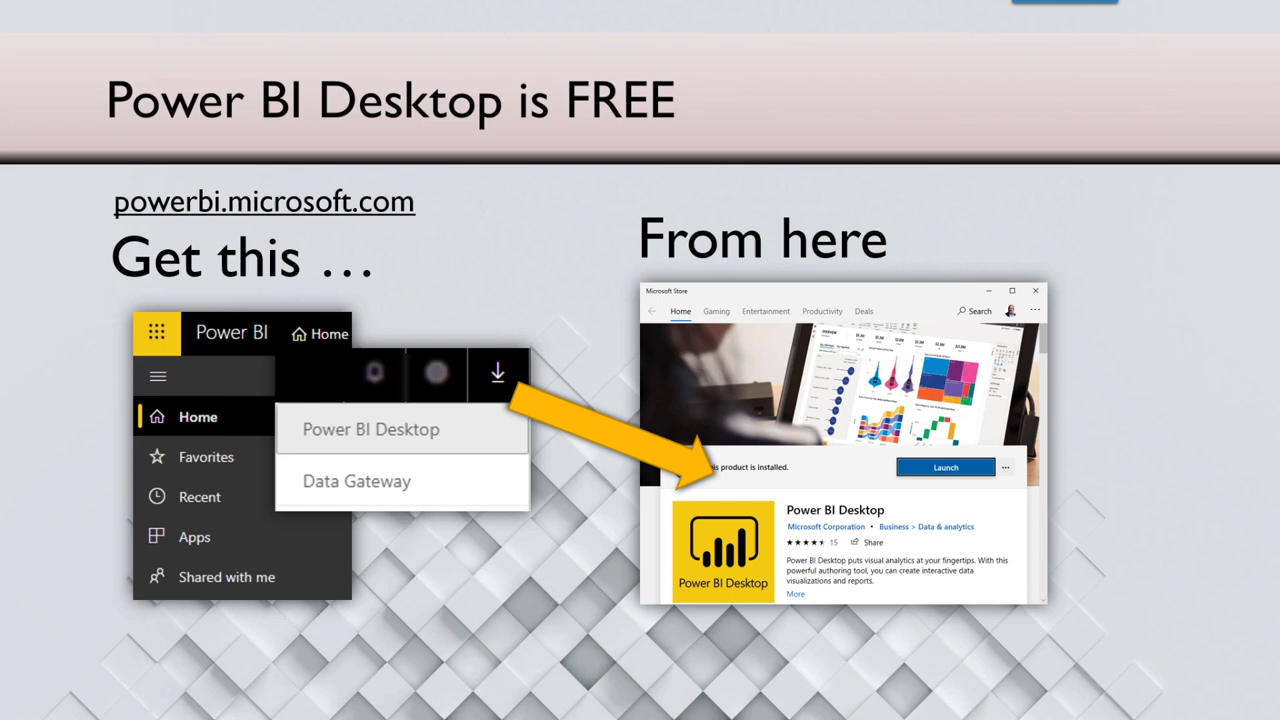 Power BI Desktop is FREE
powerbi.microsoft.com
Get this …
From here
Power BI
Home
Home
Favorites
Recent
Apps
Shared with me
Power BI Desktop
Data Gateway
Microsoft Store
Home Gaming Entertainment Productivity Deals
Search
product is installed.
Launch
Power BI Desktop
Power BI Desktop
Microsoft Corporation • Business > Data & analytics
15 Share
Power BI Desktop puts visual analytics at your fingertips. With this
powerful authoring tool, you can create interactive data
visualizations and reports.
More